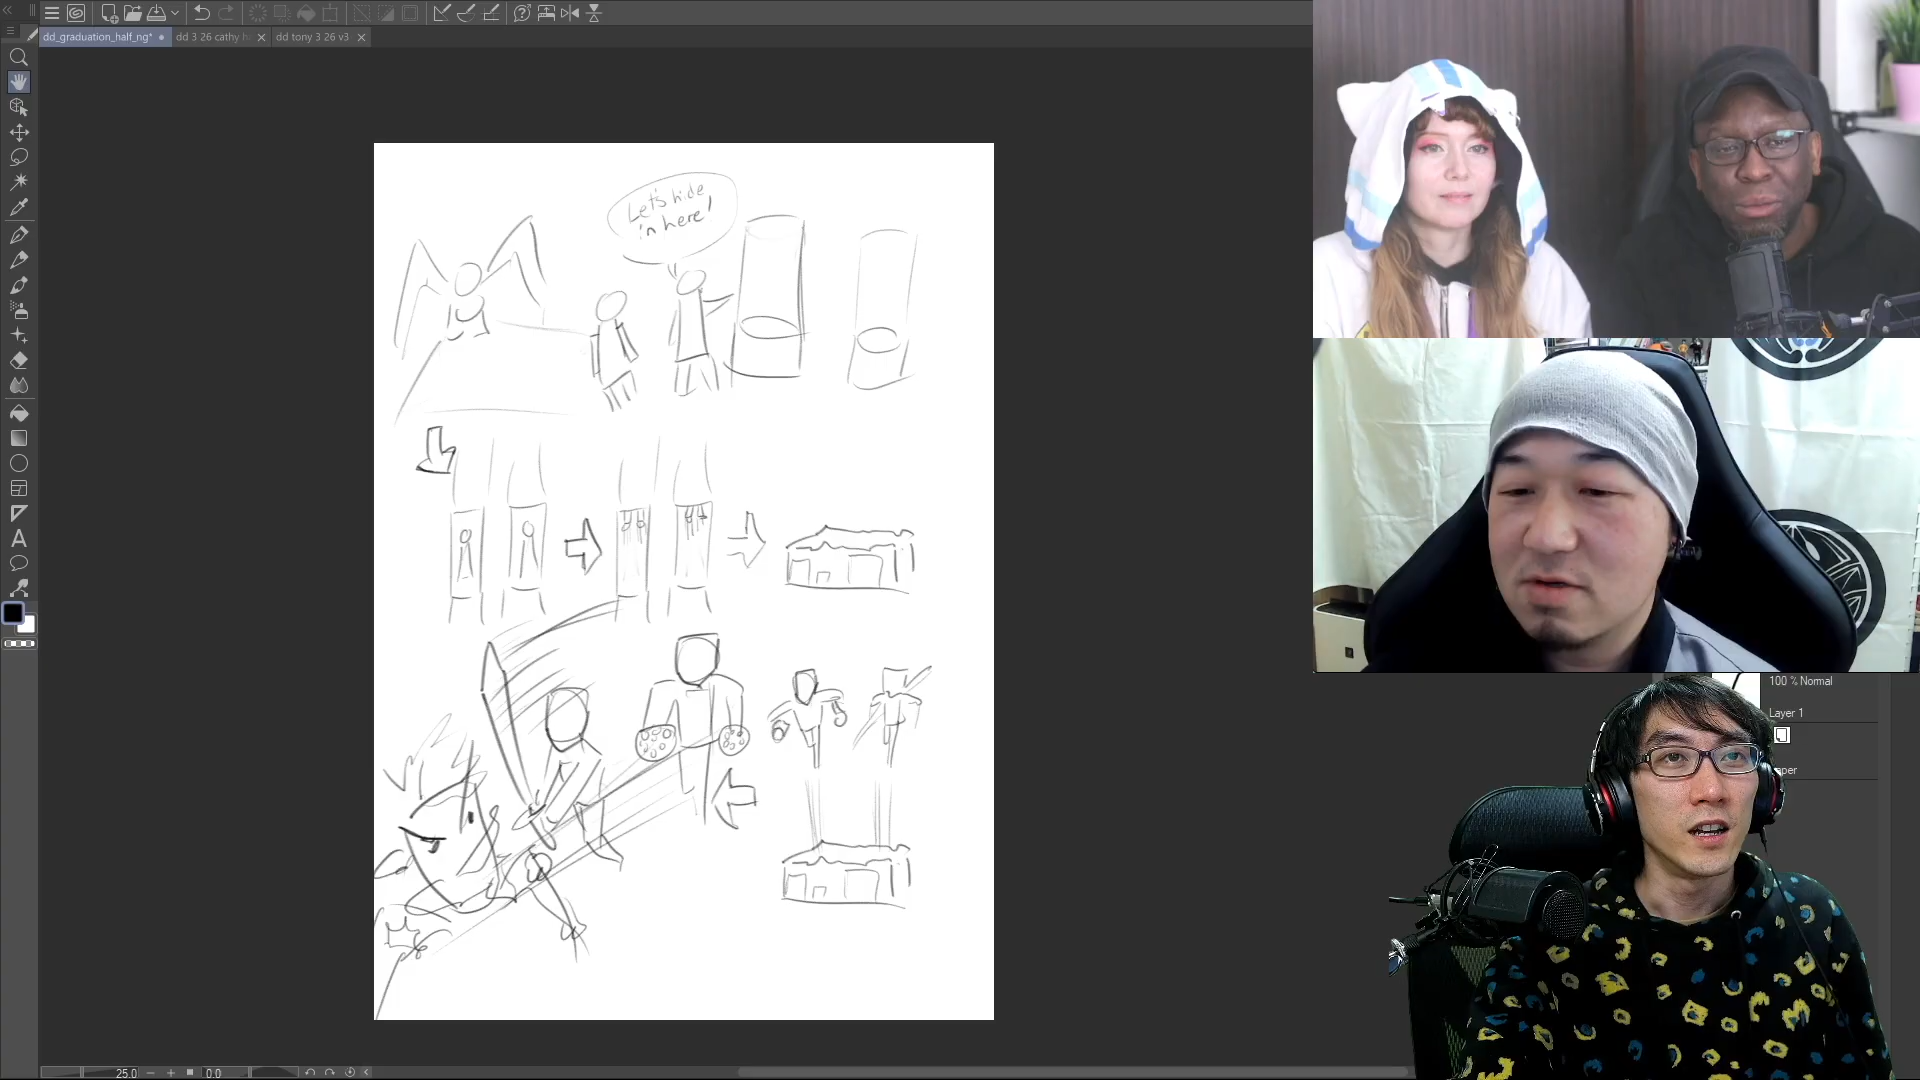 dd_graduation_half_ng*
dd 3 26 cathy h
dd tony 3 26 v3
Let's hide
in here!
100 % Normal
Layer 1
aper
25.0
0.0